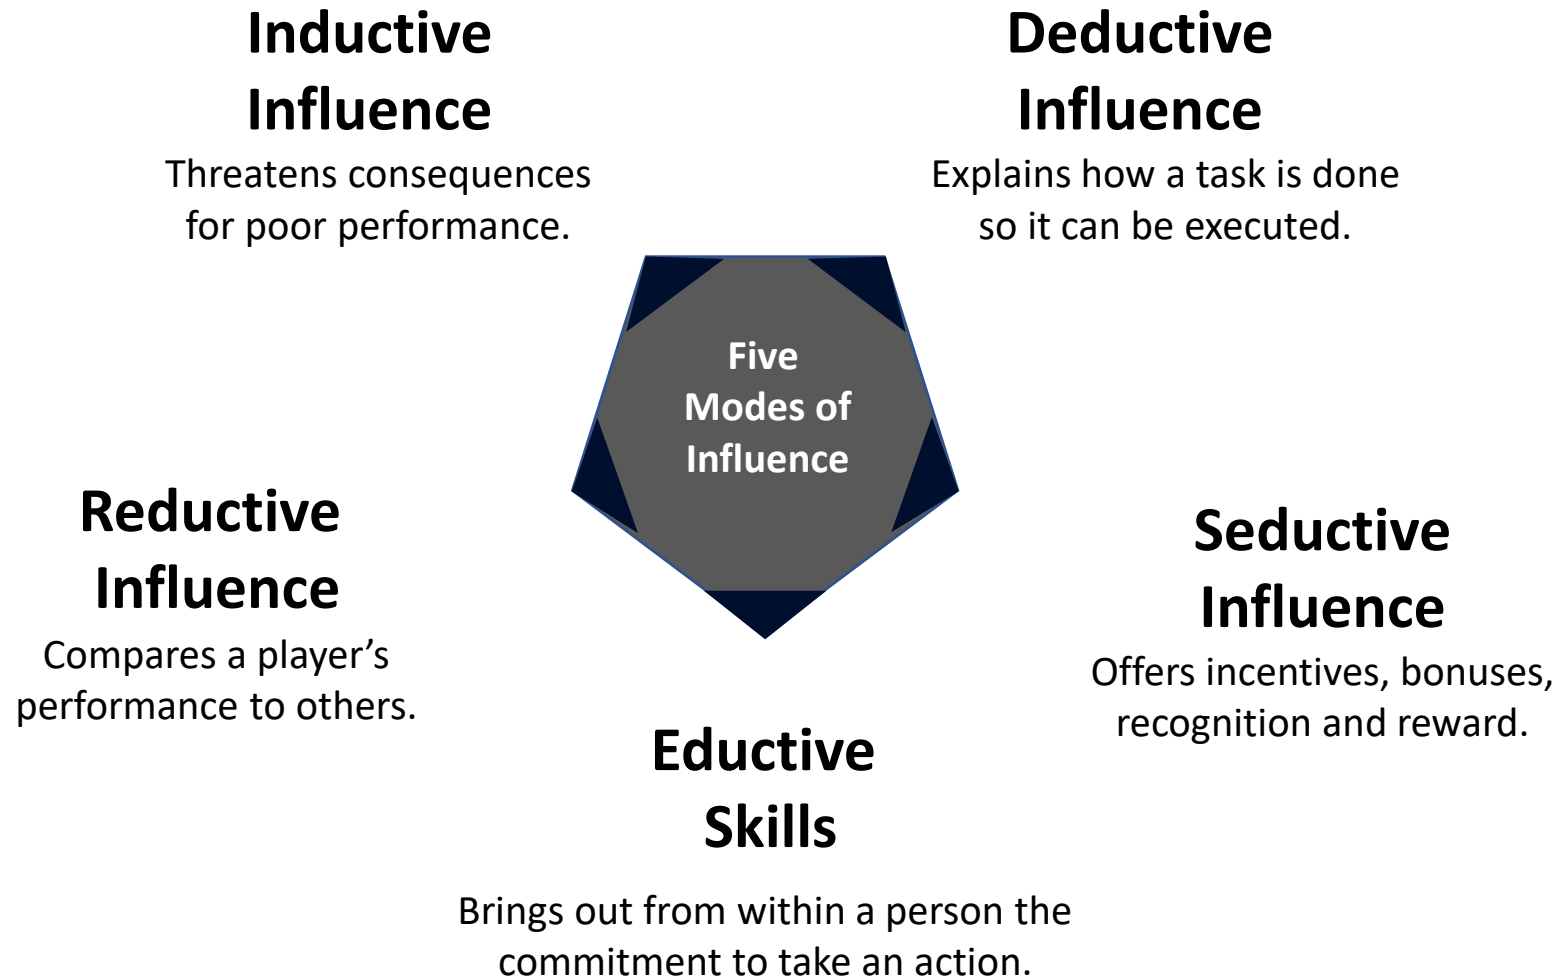 Inductive
Influence
Threatens consequences
for poor performance.
Deductive
Influence
Explains how a task is done
so it can be executed.
Five
Modes of
Influence
Reductive
Influence
Compares a player’s
performance to others.
Seductive
Influence
Offers incentives, bonuses,
recognition and reward.
Eductive
Skills
Brings out from within a person the
commitment to take an action.